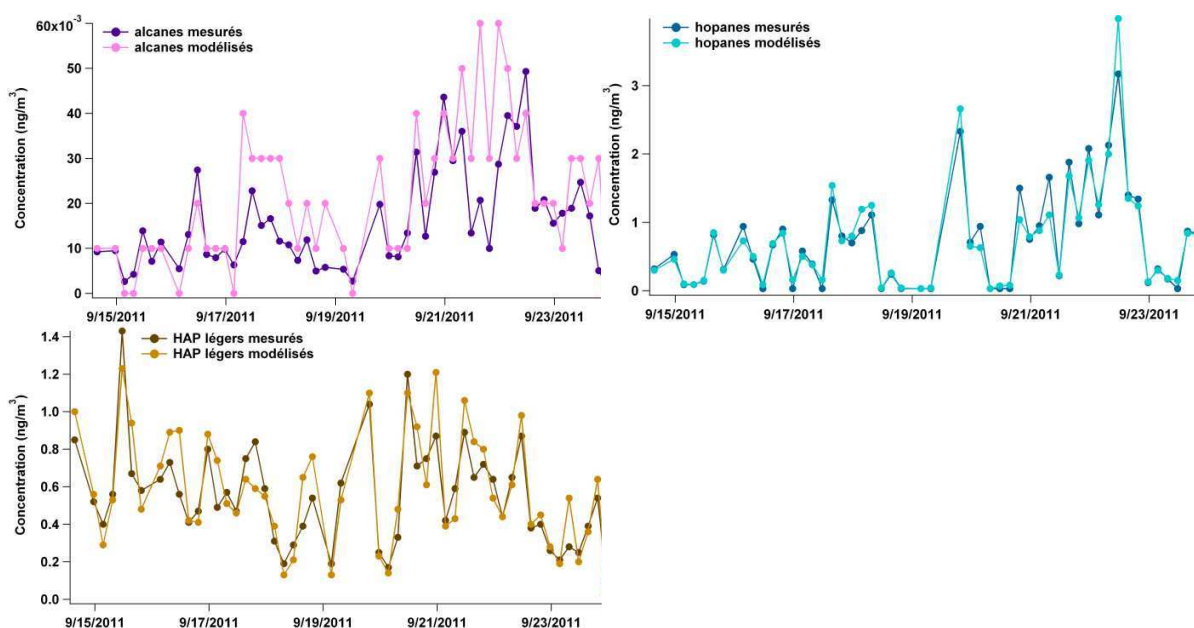 60x10⁻³
50
40
30
20
10
0
Concentration (ng/m³)
alcanes mesurés
alcanes modélisés
9/15/2011 9/17/2011 9/19/2011 9/21/2011 9/23/2011
3
2
1
0
Concentration (ng/m³)
hopanes mesurés
hopanes modélisés
9/15/2011 9/17/2011 9/19/2011 9/21/2011 9/23/2011
1.4
1.2
1.0
0.8
0.6
0.4
0.2
0.0
Concentration (ng/m³)
HAP légers mesurés
HAP légers modélisés
9/15/2011 9/17/2011 9/19/2011 9/21/2011 9/23/2011